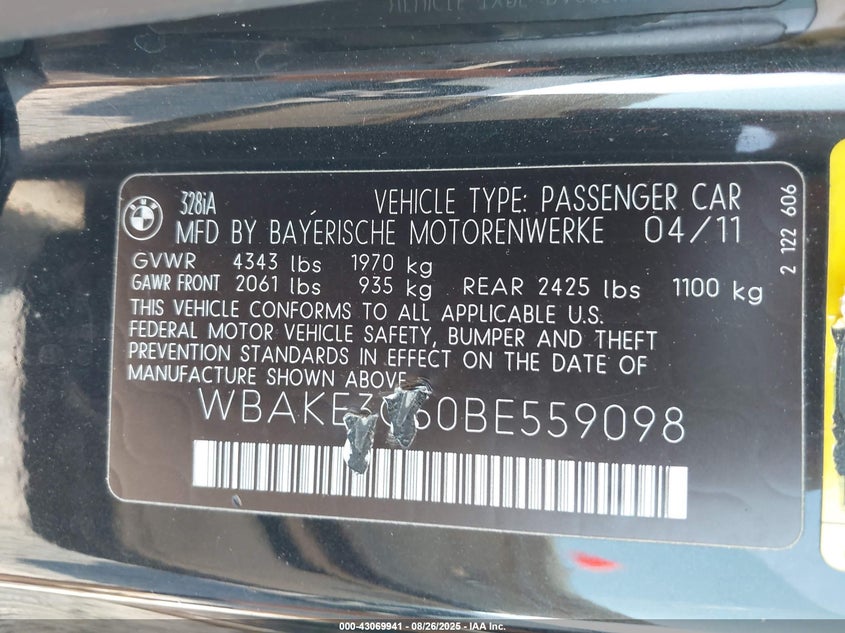 328iA
VEHICLE TYPE: PASSENGER CAR
MFD BY BAYERISCHE MOTORENWERKE 04/11
GVWR 4343 lbs 1970 kg
GAWR FRONT 2061 lbs 935 kg REAR 2425 lbs 1100 kg
THIS VEHICLE CONFORMS TO ALL APPLICABLE U.S.
FEDERAL MOTOR VEHICLE SAFETY, BUMPER AND THEFT
PREVENTION STANDARDS IN EFFECT ON THE DATE OF
MANUFACTURE SHOWN ABOVE.
2 122 606
BMW
000-43069941 - 08/26/2025 - IAA Inc.